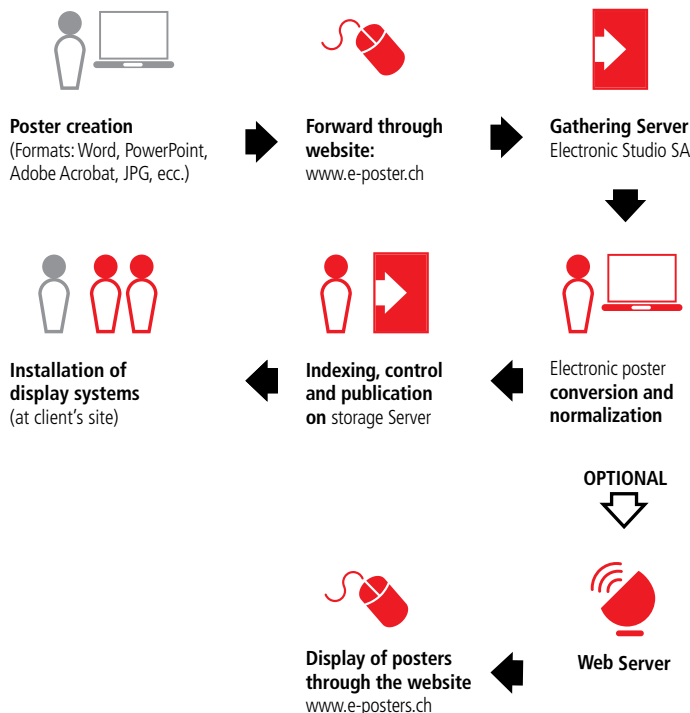 Poster creation
(Formats: Word, PowerPoint,
Adobe Acrobat, JPG, ecc.)
Forward through
website:
www.e-poster.ch
Gathering Server
Electronic Studio SA
Installation of
display systems
(at client's site)
Indexing, control
and publication
on storage Server
Electronic poster
conversion and
normalization
OPTIONAL
Display of posters
through the website
www.e-posters.ch
Web Server